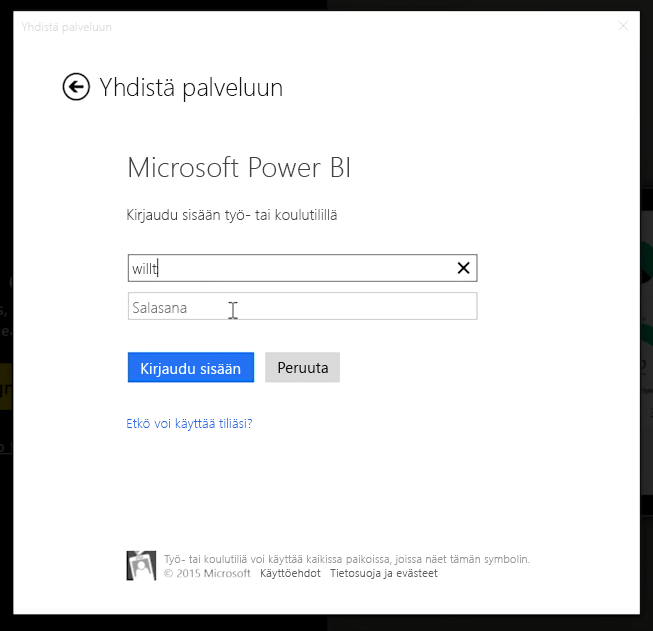 Yhdistä palveluun
Yhdistä palveluun
Microsoft Power BI
Kirjaudu sisään työ- tai koulutilillä
willt
Salasana
Kirjaudu sisään Peruuta
Etkö voi käyttää tiliäsi?
Työ- tai koulutiliä voi käyttää kaikissa paikoissa, joissa näet tämän symbolin.
© 2015 Microsoft Käyttöehdot Tietosuoja ja evästeet